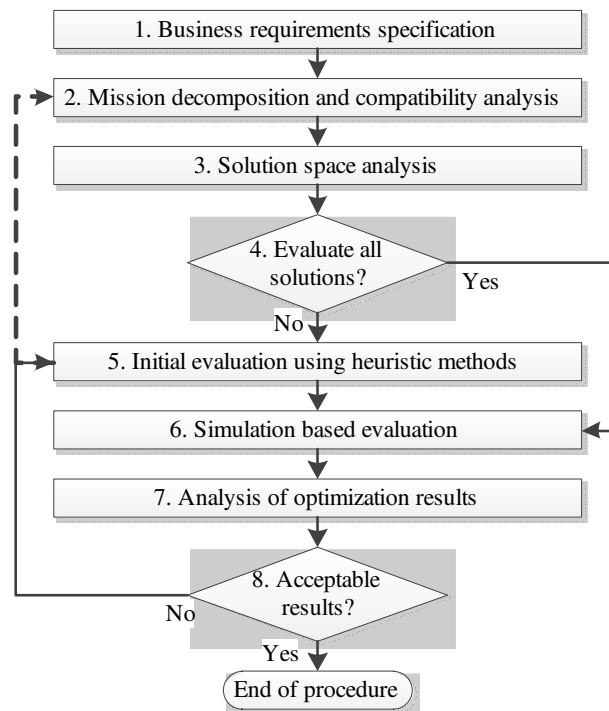 1. Business requirements specification
2. Mission decomposition and compatibility analysis
3. Solution space analysis
4. Evaluate all
solutions?
Yes
No
5. Initial evaluation using heuristic methods
6. Simulation based evaluation
7. Analysis of optimization results
8. Acceptable
results?
No
Yes
End of procedure